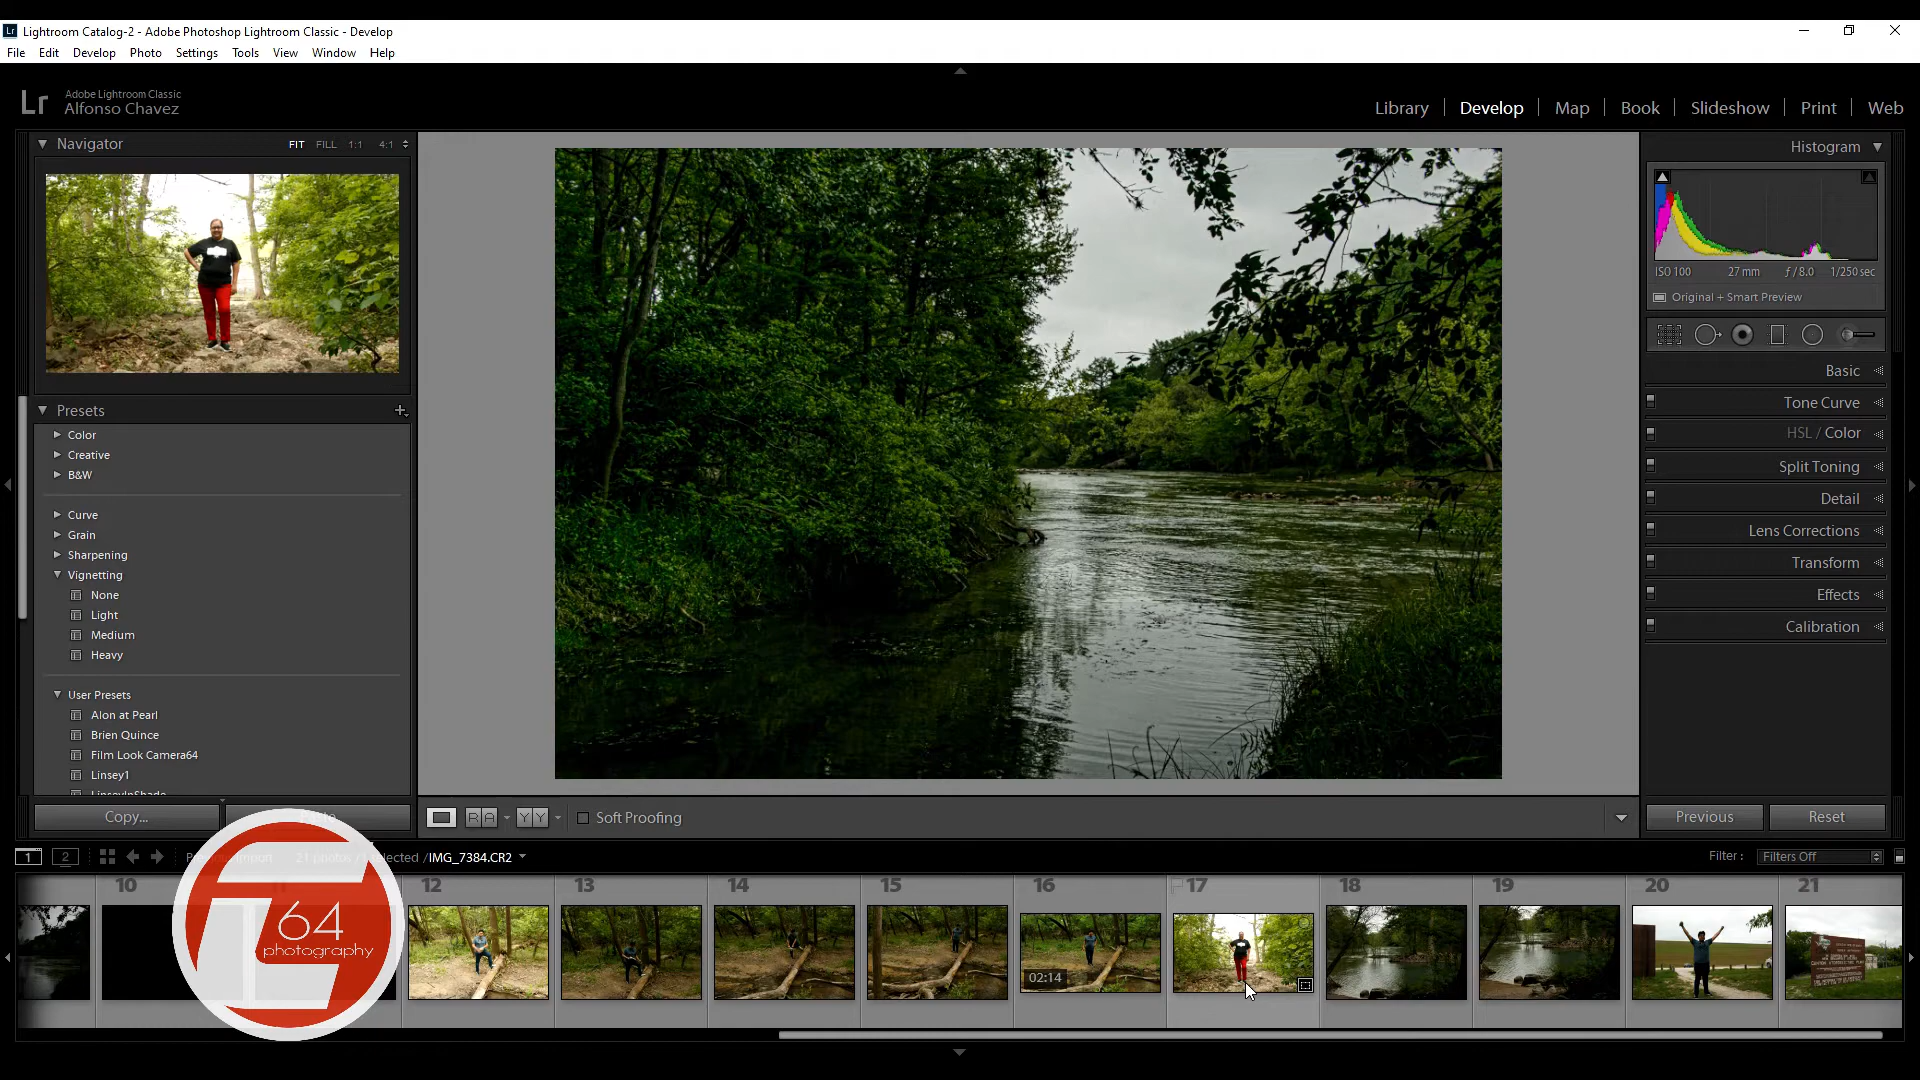 Lightroom Catalog-2 - Adobe Photoshop Lightroom Classic - Develop
File Edit Develop Photo Settings Tools View Window Help
Lr Adobe Lightroom Classic
Alfonso Chavez
Library Develop Map Book Slideshow Print Web
Navigator FIT FILL 1:1 4:1
Histogram
ISO 100 27 mm ƒ / 8.0 1/250 sec
Original + Smart Preview
Basic
Tone Curve
HSL / Color
Split Toning
Detail
Lens Corrections
Transform
Effects
Calibration
Presets
Color
Creative
B&W
Curve
Grain
Sharpening
Vignetting
None
Light
Medium
Heavy
User Presets
Alon at Pearl
Brien Quince
Film Look Camera64
Linsey1
LinseyInShade
Copy...
R A Y Y Soft Proofing
Previous Reset
1 2 21 photos / selected / IMG_7384.CR2
Filter : Filters Off
10 12 13 14 15 16 17 18 19 20 21
02:14
64
photography